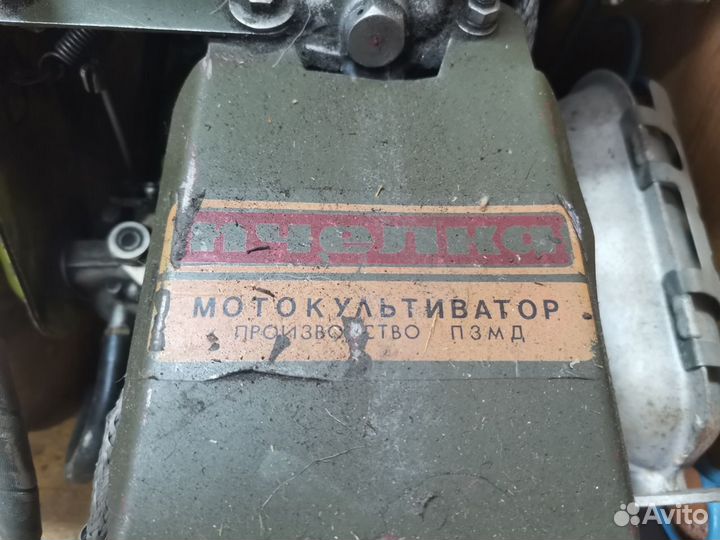 пчелка
МОТОКУЛЬТИВАТОР
ПРОИЗВОДСТВО ПЗМД
Avito